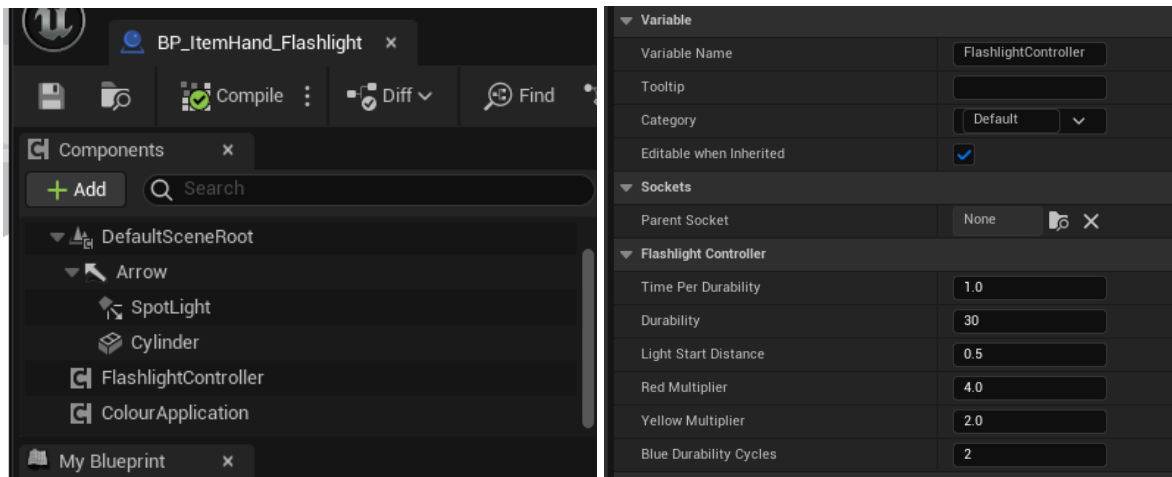 BP_ItemHand_Flashlight
Compile
Diff
Find
Components
Add
Search
DefaultSceneRoot
Arrow
SpotLight
Cylinder
FlashlightController
ColourApplication
My Blueprint
Variable
Variable Name FlashlightController
Tooltip
Category Default
Editable when Inherited
Sockets
Parent Socket None
Flashlight Controller
Time Per Durability 1.0
Durability 30
Light Start Distance 0.5
Red Multiplier 4.0
Yellow Multiplier 2.0
Blue Durability Cycles 2